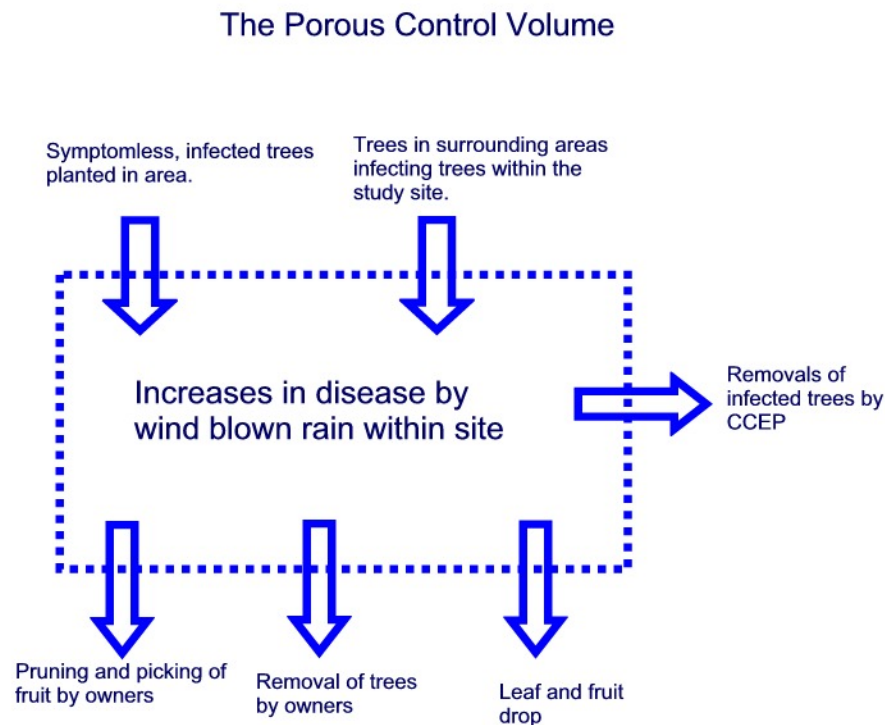 The Porous Control Volume
Symptomless, infected trees
planted in area.
Trees in surrounding areas
infecting trees within the
study site.
Increases in disease by
wind blown rain within site
Removals of
infected trees by
CCEP
Pruning and picking of
fruit by owners
Removal of trees
by owners
Leaf and fruit
drop